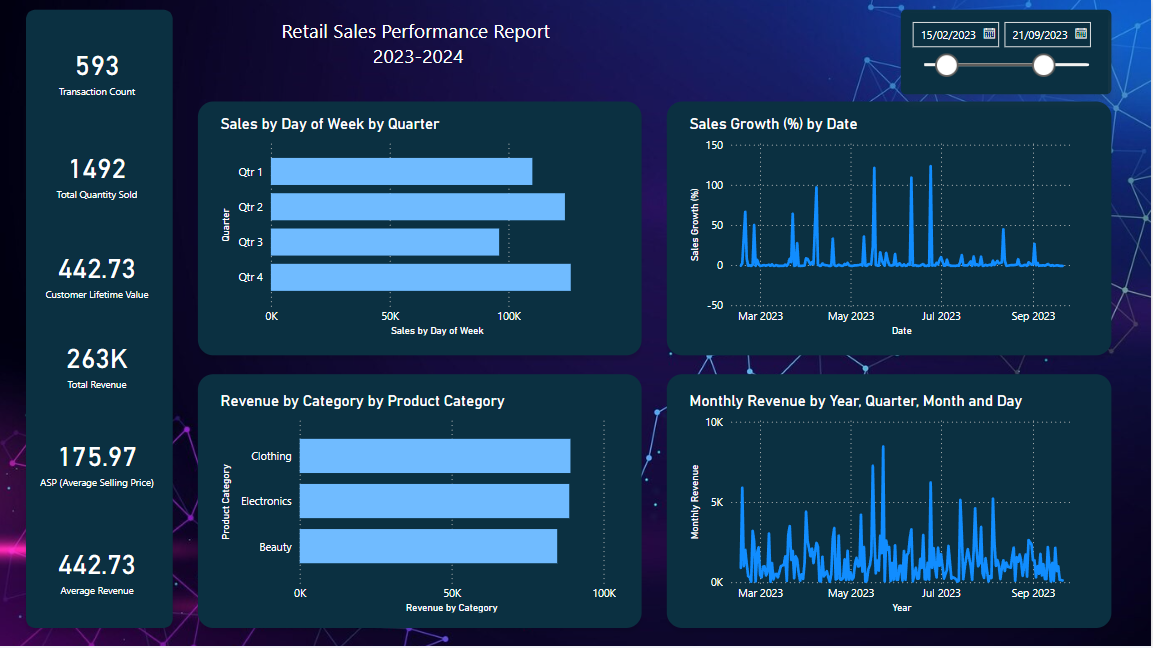 Retail Sales Performance Report
2023-2024
15/02/2023
21/09/2023
593
Transaction Count
1492
Total Quantity Sold
442.73
Customer Lifetime Value
263K
Total Revenue
175.97
ASP (Average Selling Price)
442.73
Average Revenue
Sales by Day of Week by Quarter
Quarter
Qtr 1
Qtr 2
Qtr 3
Qtr 4
0K 50K 100K
Sales by Day of Week
Sales Growth (%) by Date
Sales Growth (%)
150
100
50
0
-50
Mar 2023 May 2023 Jul 2023 Sep 2023
Date
Revenue by Category by Product Category
Product Category
Clothing
Electronics
Beauty
0K 50K 100K
Revenue by Category
Monthly Revenue by Year, Quarter, Month and Day
Monthly Revenue
10K
5K
0K
Mar 2023 May 2023 Jul 2023 Sep 2023
Year